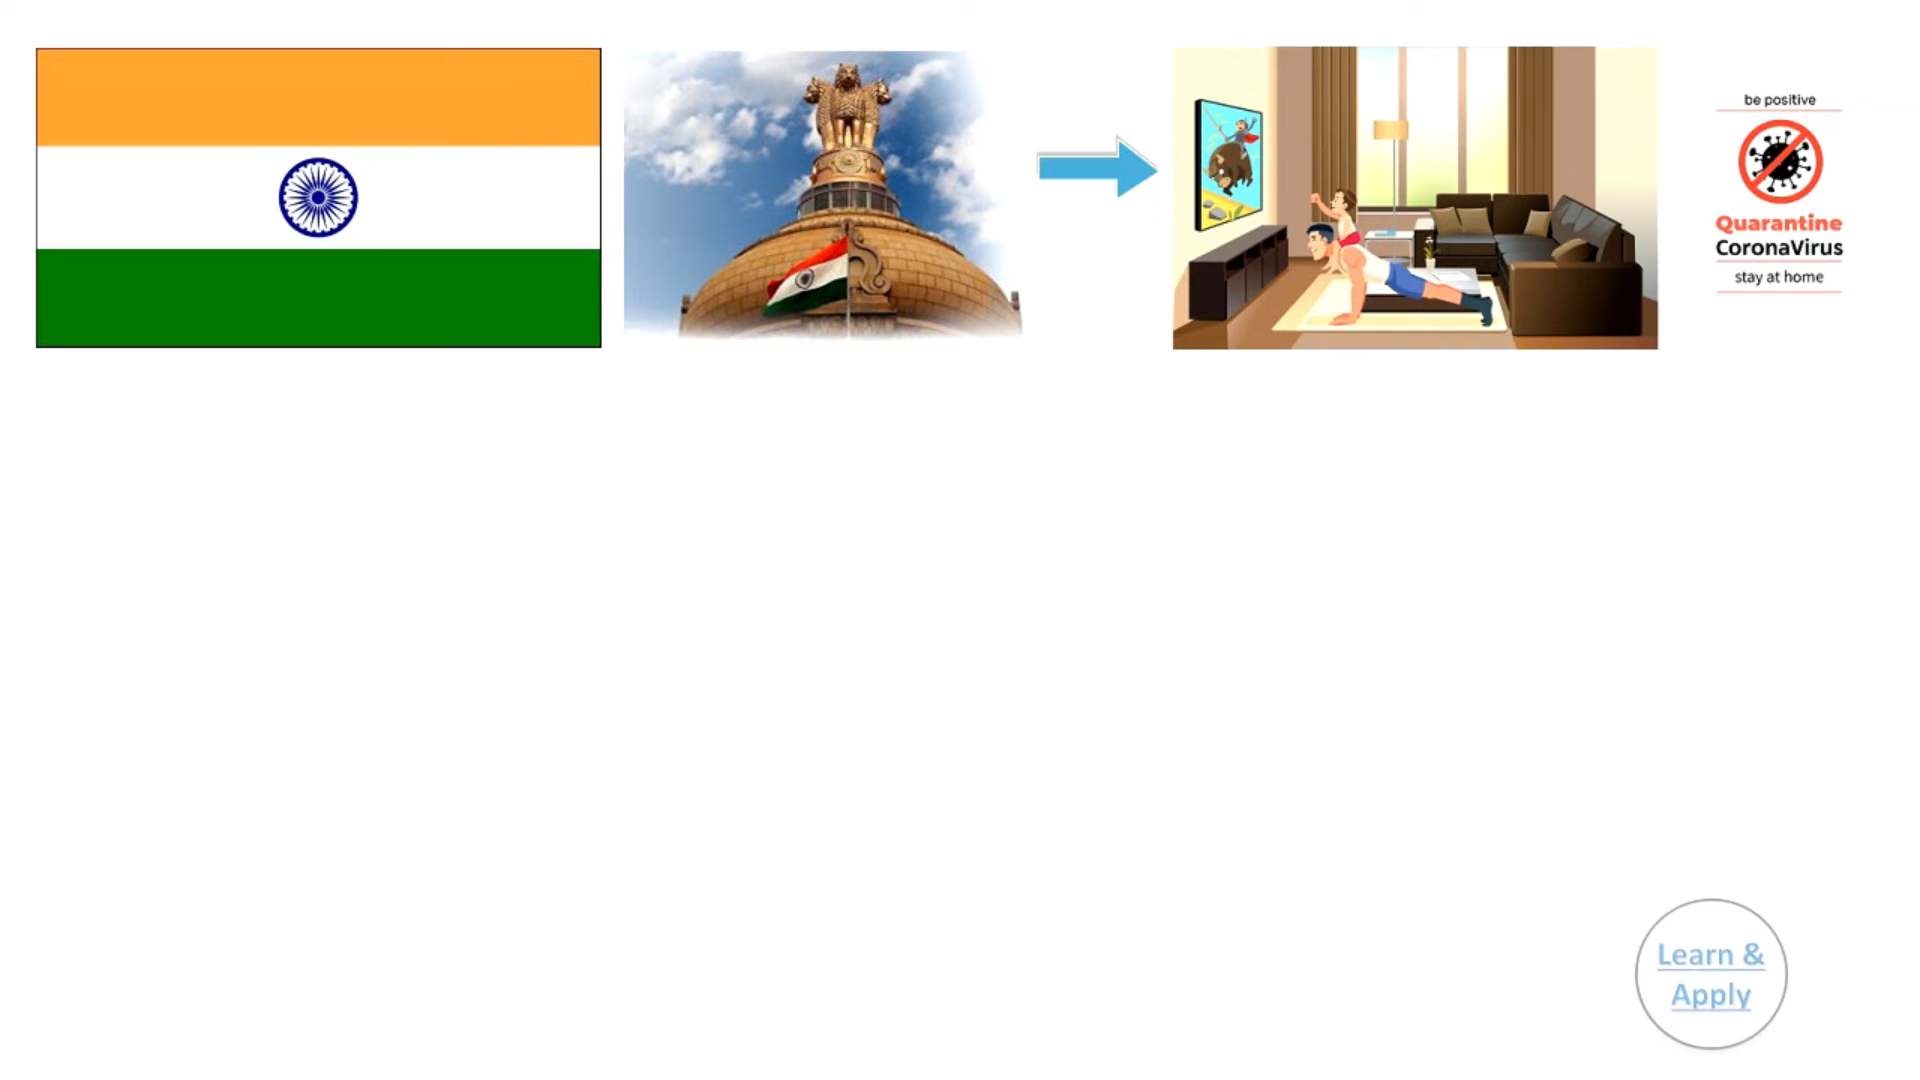 be positive
Quarantine
CoronaVirus
stay at home
Learn &
Apply